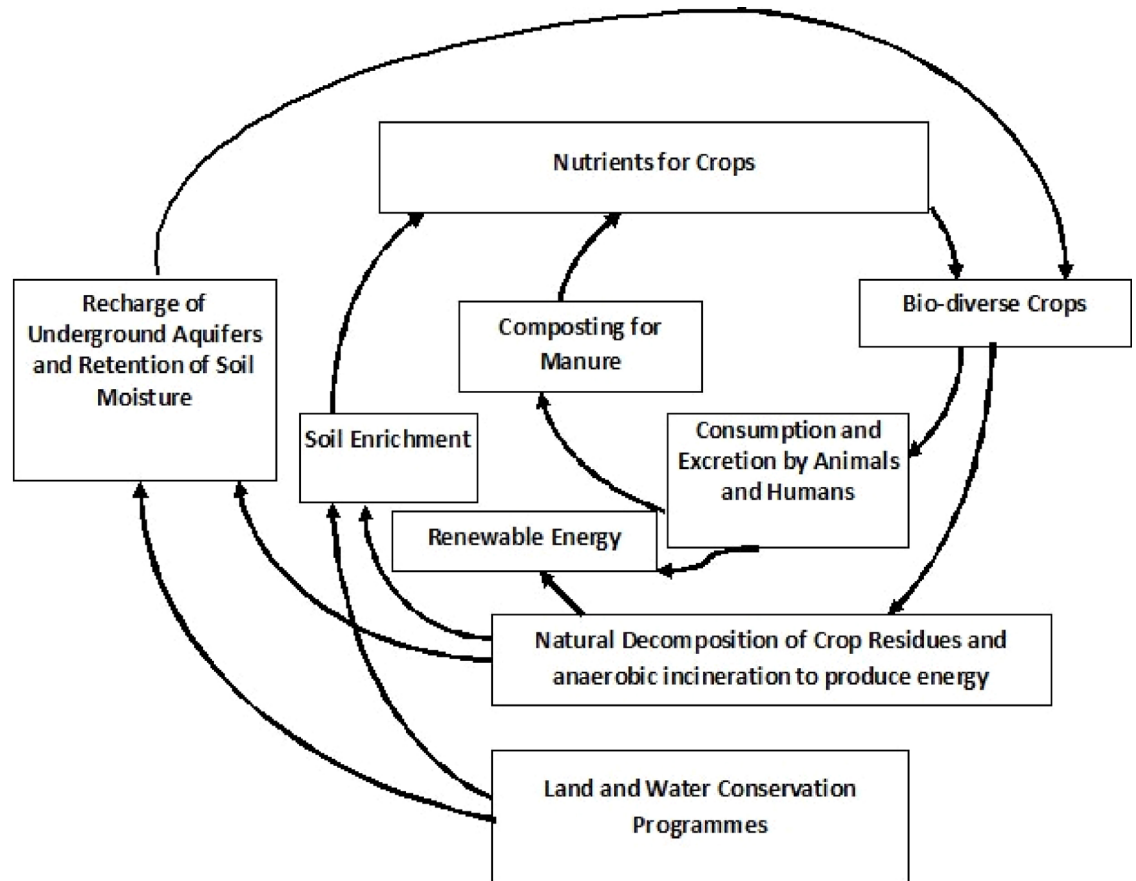 Nutrients for Crops
Recharge of
Underground Aquifers
and Retention of Soil
Moisture
Bio-diverse Crops
Composting for
Manure
Soil Enrichment
Consumption and
Excretion by Animals
and Humans
Renewable Energy
Natural Decomposition of Crop Residues and
anaerobic incineration to produce energy
Land and Water Conservation
Programmes